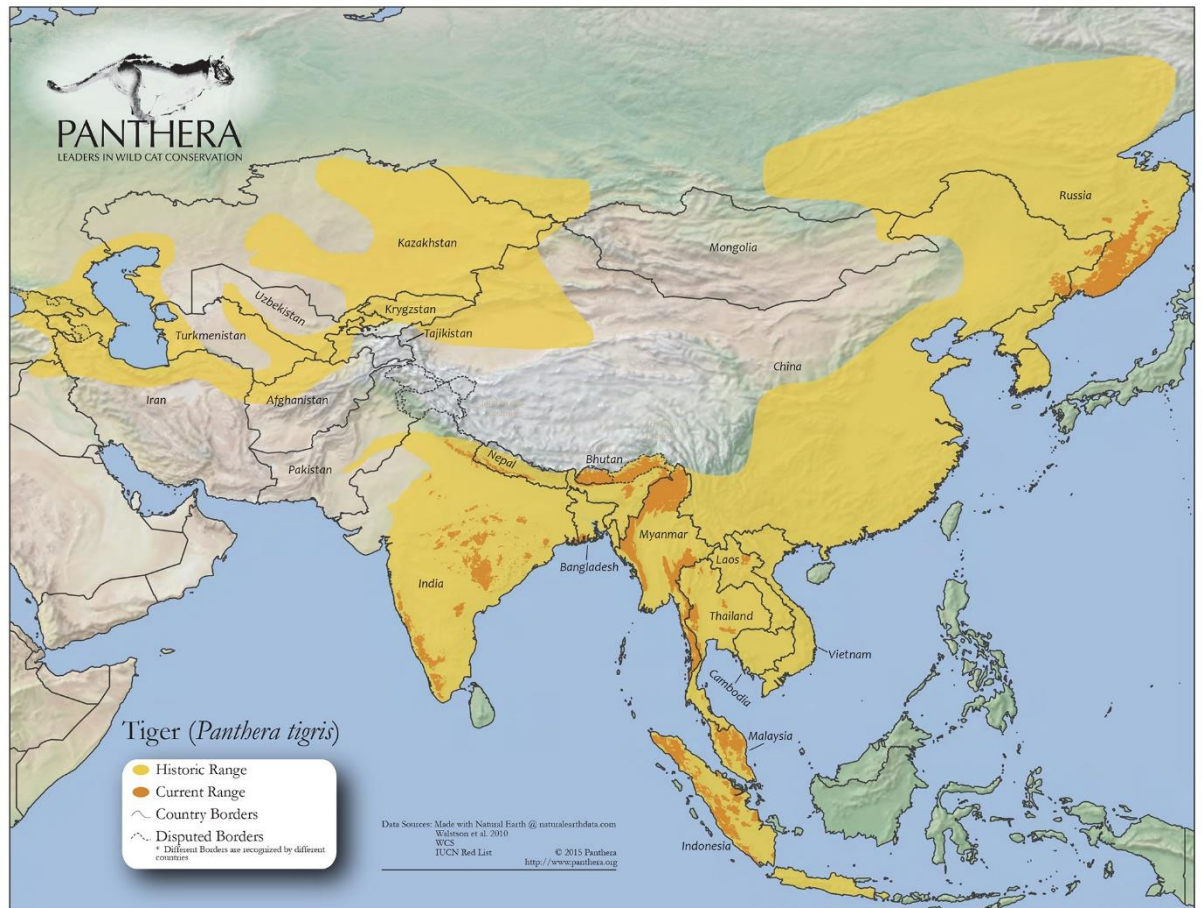 PANTHERA
LEADERS IN WILD CAT CONSERVATION
Russia
Kazakhstan
Mongolia
Uzbekistan
Krygzstan
Turkmenistan
Tajikistan
China
Iran
Afghanistan
Pakistan
Nepal
Bhutan
Myanmar
Laos
Bangladesh
India
Thailand
Vietnam
Cambodia
Malaysia
Indonesia
Tiger (Panthera tigris)
Historic Range
Current Range
Country Borders
Disputed Borders
* Different Borders are recognized by different
countries
Data Sources: Made with Natural Earth @ naturalearthdata.com
Walstson et al. 2010
WCS
IUCN Red List © 2015 Panthera
http://www.panthera.org